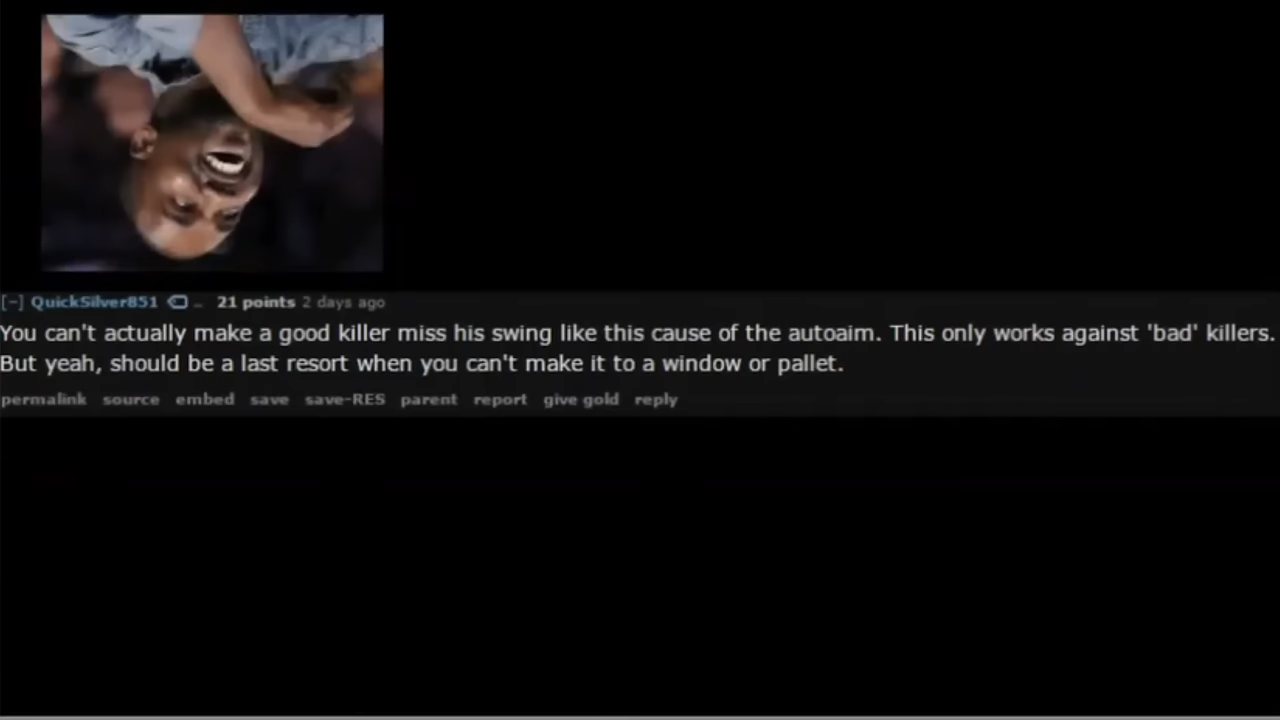 [-] QuickSilver851 .. 21 points 2 days ago
You can't actually make a good killer miss his swing like this cause of the autoaim. This only works against 'bad' killers.
But yeah, should be a last resort when you can't make it to a window or pallet.
permalink source embed save save-RES parent report give gold reply